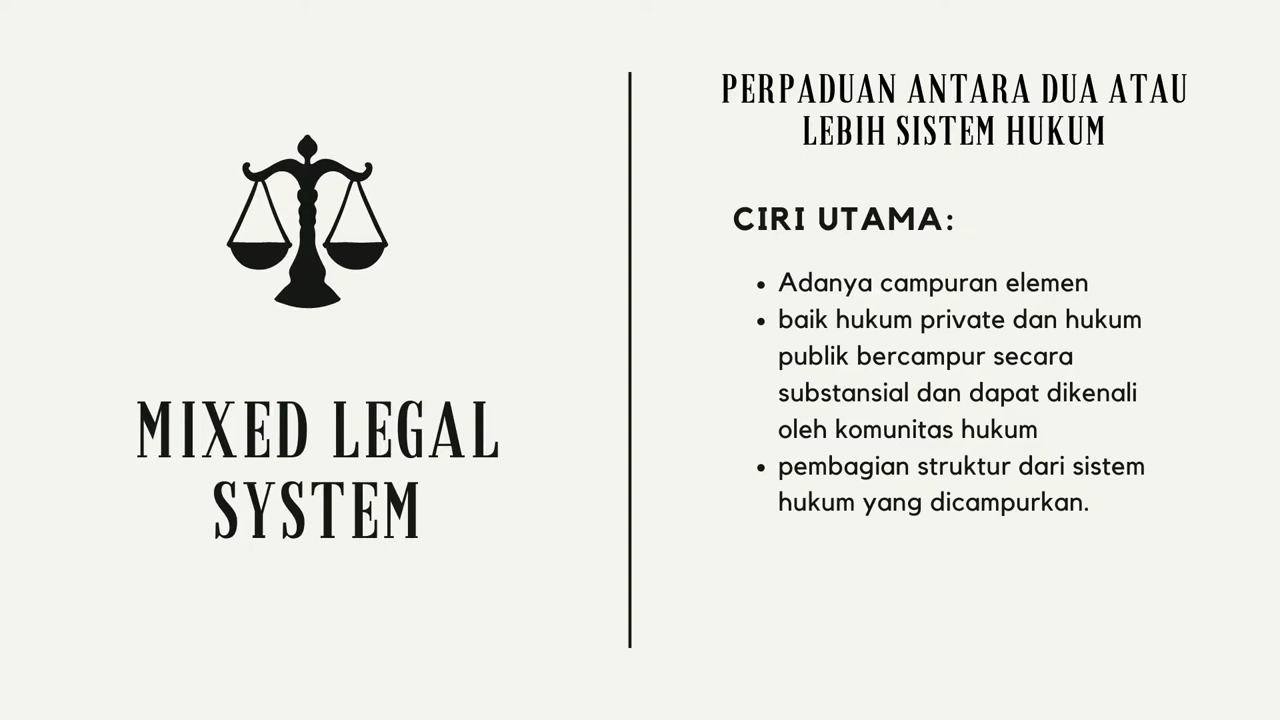 MIXED LEGAL
SYSTEM
PERPADUAN ANTARA DUA ATAU
LEBIH SISTEM HUKUM
CIRI UTAMA:
• Adanya campuran elemen
• baik hukum private dan hukum
publik bercampur secara
substansial dan dapat dikenali
oleh komunitas hukum
• pembagian struktur dari sistem
hukum yang dicampurkan.